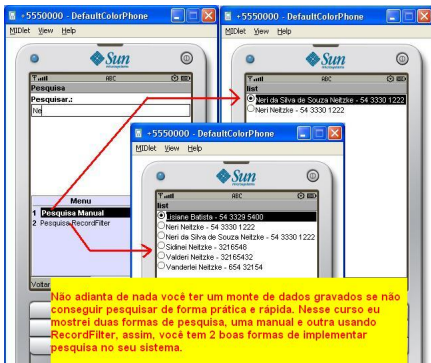 +5550000 - DefaultColorPhone
MIDlet View Help
Sun
ABC
Pesquisa
Pesquisar.:
Ne
Menu
1 Pesquisa Manual
2 Pesquisa RecordFilter
Voltar
+5550000 - DefaultColorPhone
MIDlet View Help
Sun
ABC
list
Neri da Silva de Souza Neitzke - 54 3330 1222
Neri Neitzke - 54 3330 1222
+5550000 - DefaultColorPhone
MIDlet View Help
Sun
ABC
list
Lisiane Batista - 54 3329 5400
Neri Neitzke - 54 3330 1222
Neri da Silva de Souza Neitzke - 54 3330 1222
Sidinei Neitzke - 3216548
Valderi Neitzke - 32165432
Vanderlei Neitzke - 654 32154
Não adianta de nada você ter um monte de dados gravados se não
conseguir pesquisar de forma prática e rápida. Nesse curso eu
mostrei duas formas de pesquisa, uma manual e outra usando
RecordFilter, assim, você tem 2 boas formas de implementar
pesquisa no seu sistema.